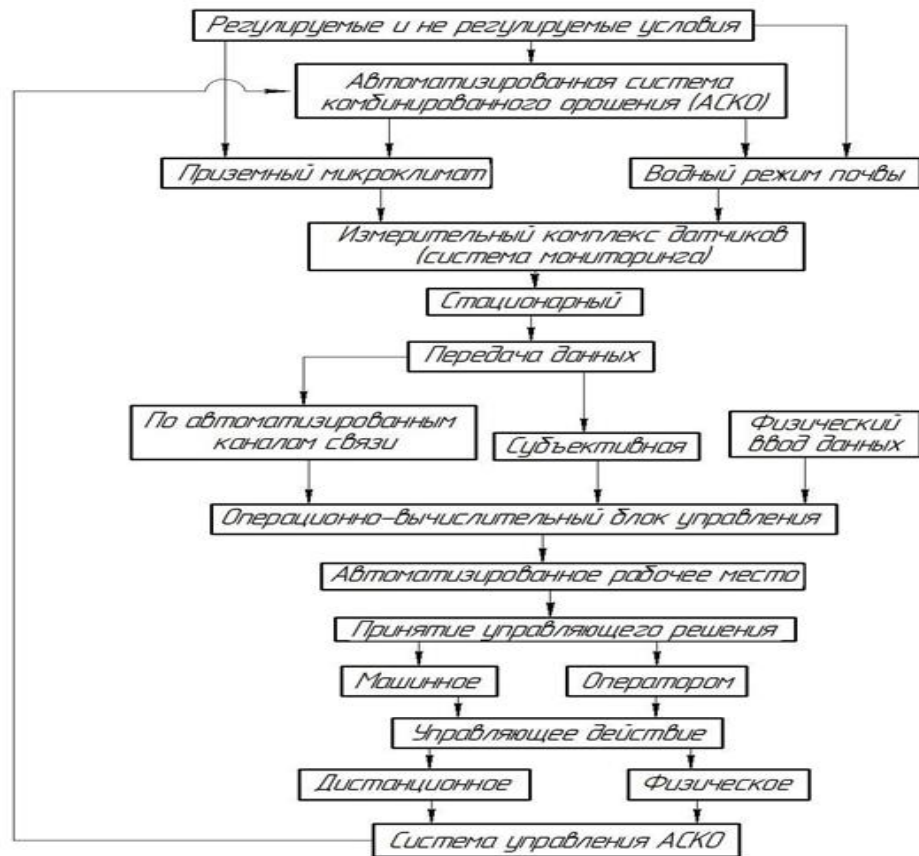 Регулируемые и не регулируемые условия
Автоматизированная система
комбинированного орошения (АСКО)
Приземный микроклимат
Водный режим почвы
Измерительный комплекс датчиков
(система мониторинга)
Стационарный
Передача данных
По автоматизированным
каналам связи
Субъективная
Физический
ввод данных
Операционно-вычислительный блок управления
Автоматизированное рабочее место
Принятие управляющего решения
Машинное
Оператором
Управляющее действие
Дистанционное
Физическое
Система управления АСКО